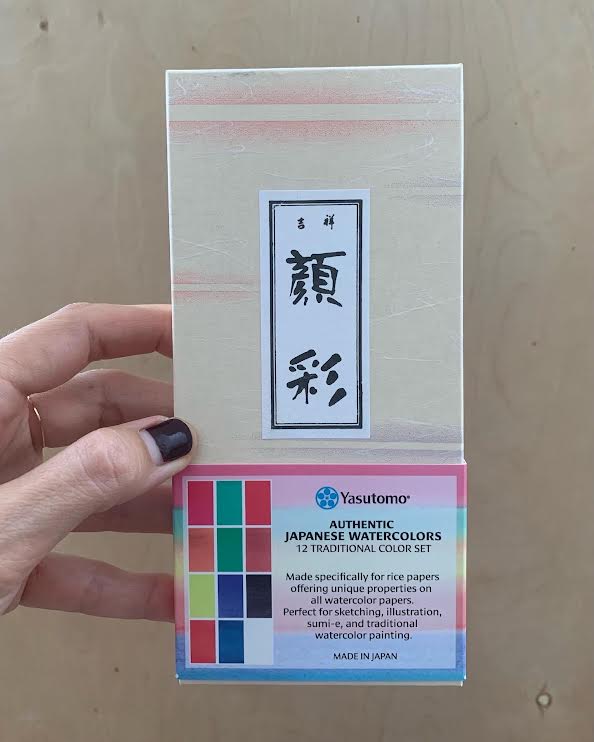 吉祥
顔
彩
Yasutomo®
AUTHENTIC
JAPANESE WATERCOLORS
12 TRADITIONAL COLOR SET
Made specifically for rice papers
offering unique properties on
all watercolor papers.
Perfect for sketching, illustration,
sumi-e, and traditional
watercolor painting.
MADE IN JAPAN